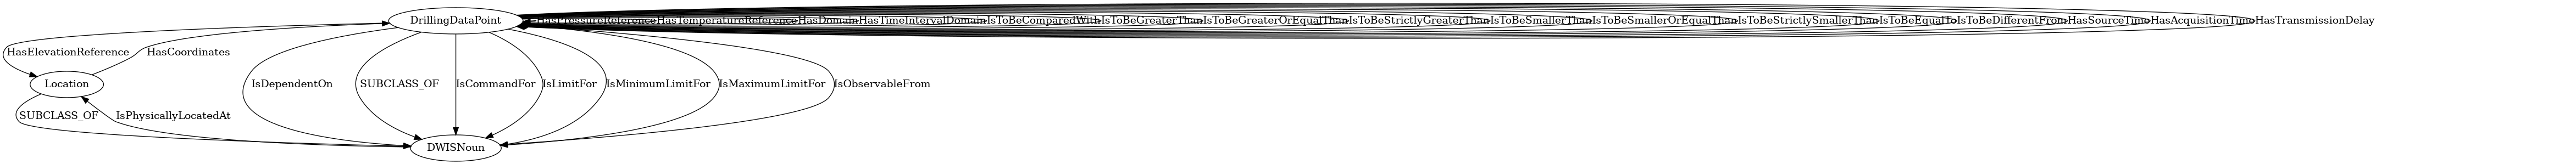 DrillingDataPoint
HasPressureReference
HasTemperatureReference
HasDomain
HasTimeIntervalDomain
IsToBeComparedWith
IsToBeGreaterThan
IsToBeGreaterOrEqualThan
IsToBeStrictlyGreaterThan
IsToBeSmallerThan
IsToBeSmallerOrEqualThan
IsToBeStrictlySmallerThan
IsToBeEqualTo
IsToBeDifferentFrom
HasSourceTime
HasAcquisitionTime
HasTransmissionDelay
HasElevationReference
HasCoordinates
Location
IsDependentOn
SUBCLASS_OF
IsCommandFor
IsLimitFor
IsMinimumLimitFor
IsMaximumLimitFor
IsObservableFrom
SUBCLASS_OF
IsPhysicallyLocatedAt
DWISNoun